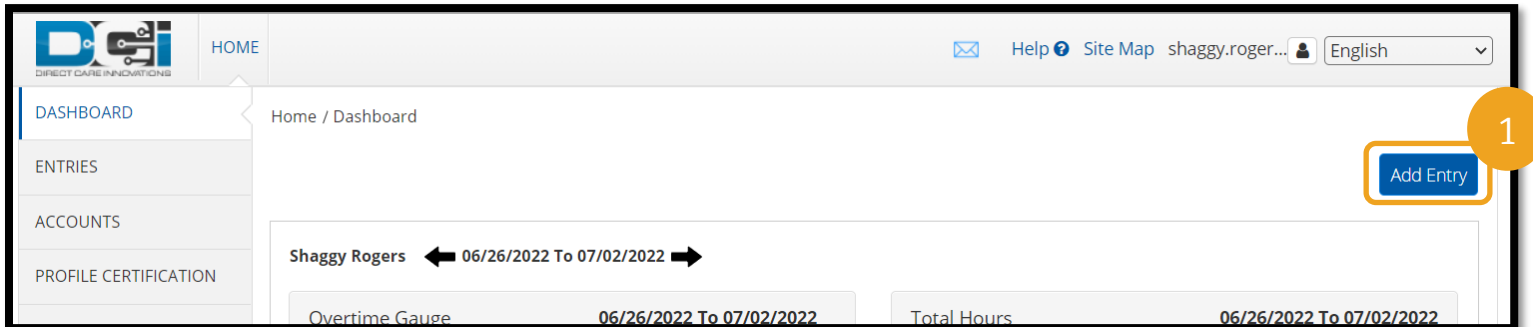 DCi
DIRECT CARE INNOVATIONS
HOME
Help ? Site Map shaggy.roger... English
DASHBOARD
Home / Dashboard
1
ENTRIES
Add Entry
ACCOUNTS
Shaggy Rogers 06/26/2022 To 07/02/2022
PROFILE CERTIFICATION
Overtime Gauge 06/26/2022 To 07/02/2022
Total Hours 06/26/2022 To 07/02/2022